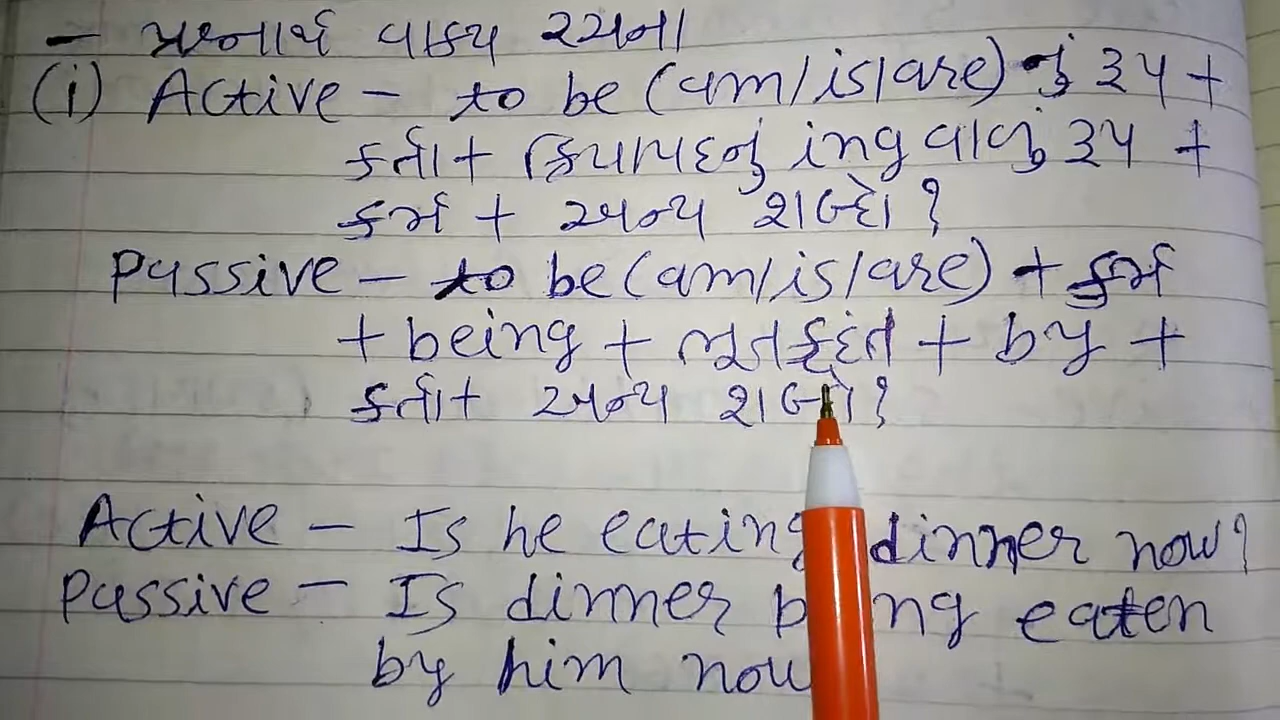 - પ્રશ્નાર્થ વાક્ય રચના
(i) Active - to be (am/is/are) નું રૂપ +
કર્તા + ક્રિયાપદનું ing વાળું રૂપ +
કર્મ + અન્ય શબ્દો ?
Passive - to be (am/is/are) + કર્મ
+ being + ભૂતકૃદંત + by +
કર્તા + અન્ય શબ્દો ?
Active - Is he eating dinner now?
Passive - Is dinner being eaten
by him now